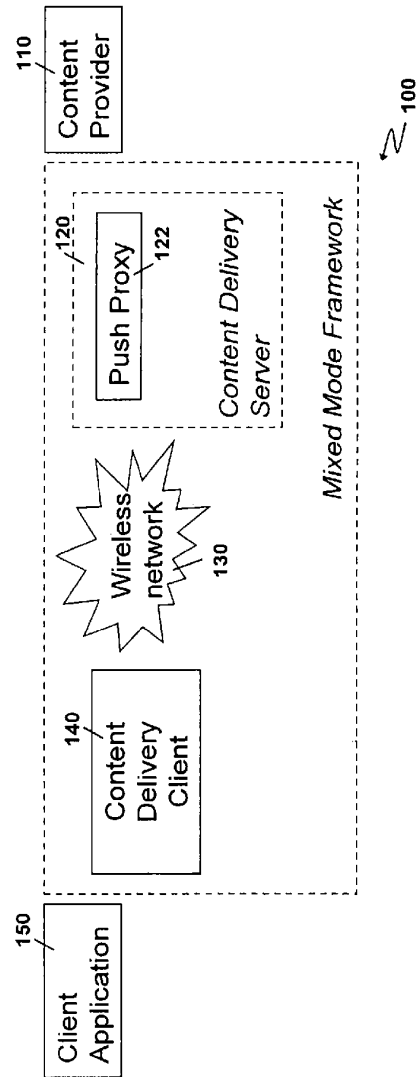 150
Client
Application
140
Content
Delivery
Client
Wireless
network
130
120
Push Proxy
122
Content Delivery
Server
Mixed Mode Framework
110
Content
Provider
100